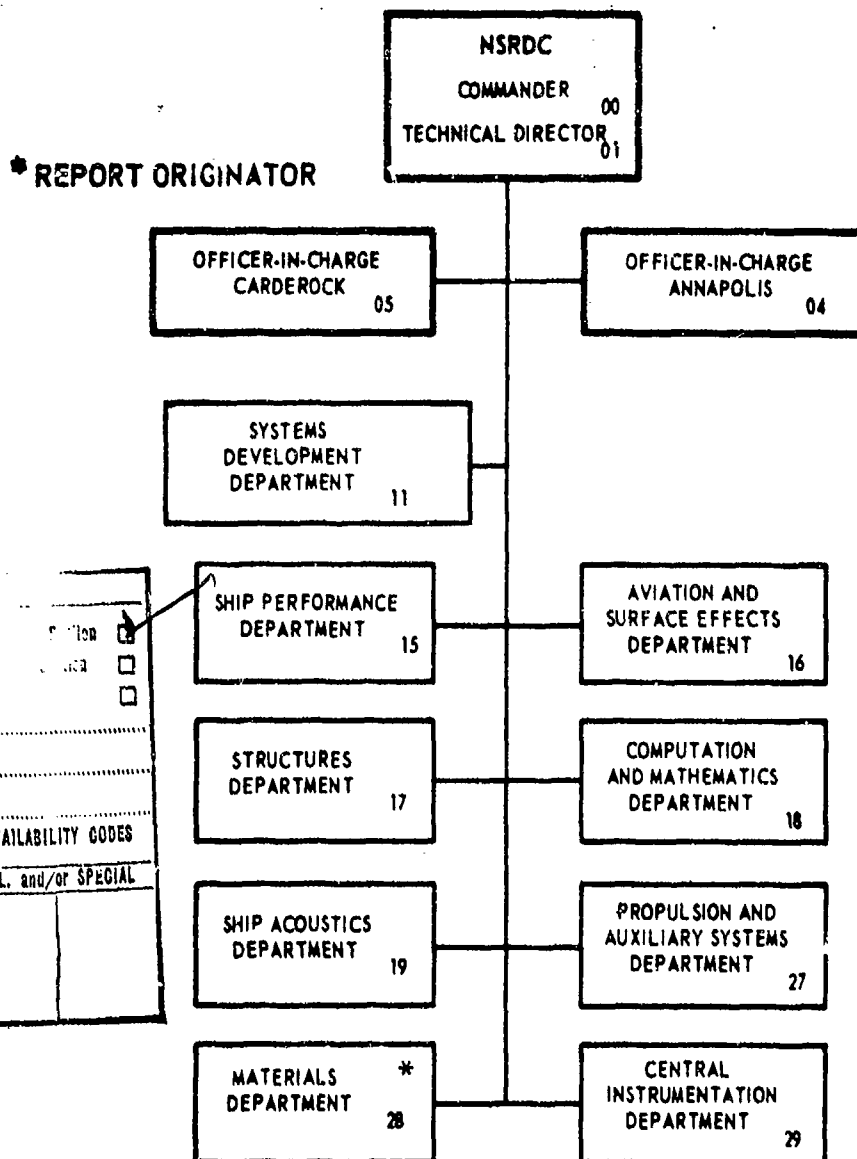 NSRDC
COMMANDER
00
TECHNICAL DIRECTOR
01
* REPORT ORIGINATOR
OFFICER-IN-CHARGE
CARDEROCK
05
OFFICER-IN-CHARGE
ANNAPOLIS
04
SYSTEMS
DEVELOPMENT
DEPARTMENT
11
SHIP PERFORMANCE
DEPARTMENT
15
AVIATION AND
SURFACE EFFECTS
DEPARTMENT
16
STRUCTURES
DEPARTMENT
17
COMPUTATION
AND MATHEMATICS
DEPARTMENT
18
AILABILITY CODES
L. and/or SPECIAL
SHIP ACOUSTICS
DEPARTMENT
19
PROPULSION AND
AUXILIARY SYSTEMS
DEPARTMENT
27
MATERIALS *
DEPARTMENT
28
CENTRAL
INSTRUMENTATION
DEPARTMENT
29